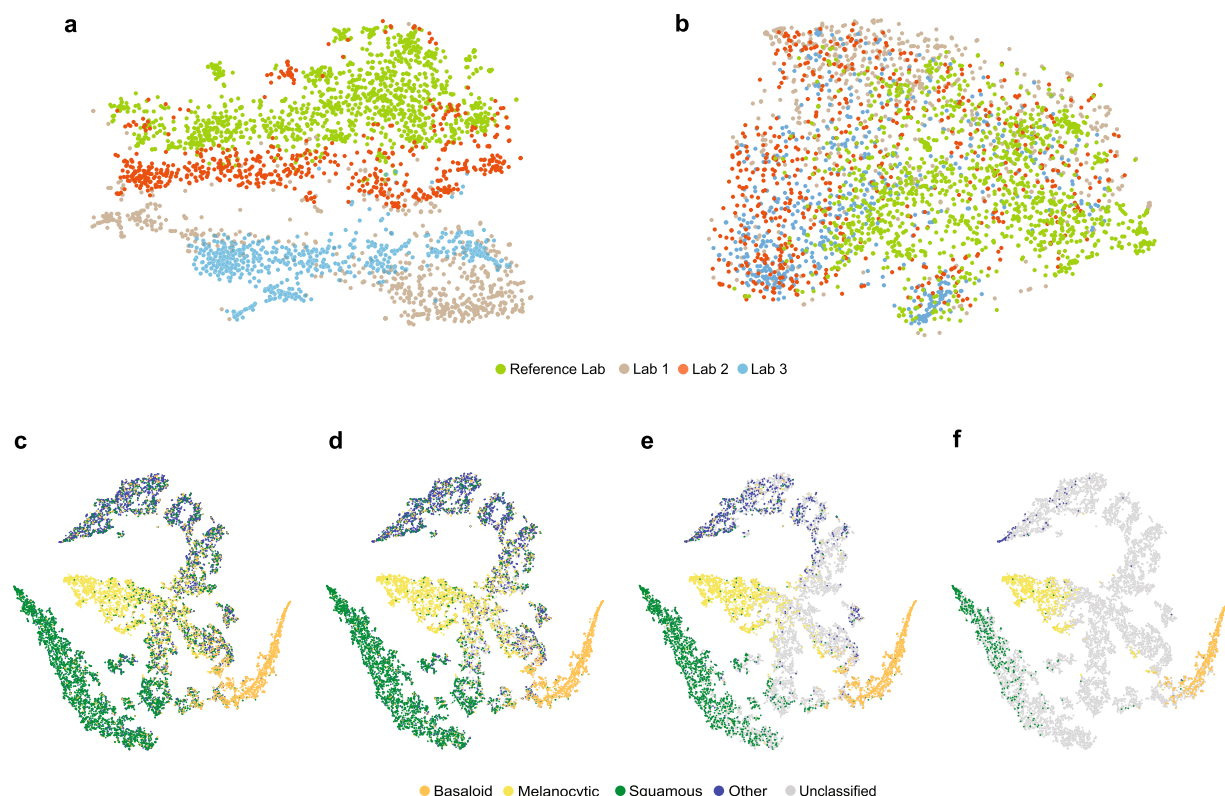 a b
Reference Lab Lab 1 Lab 2 Lab 3
c d e f
Basaloid Melanocytic Squamous Other Unclassified